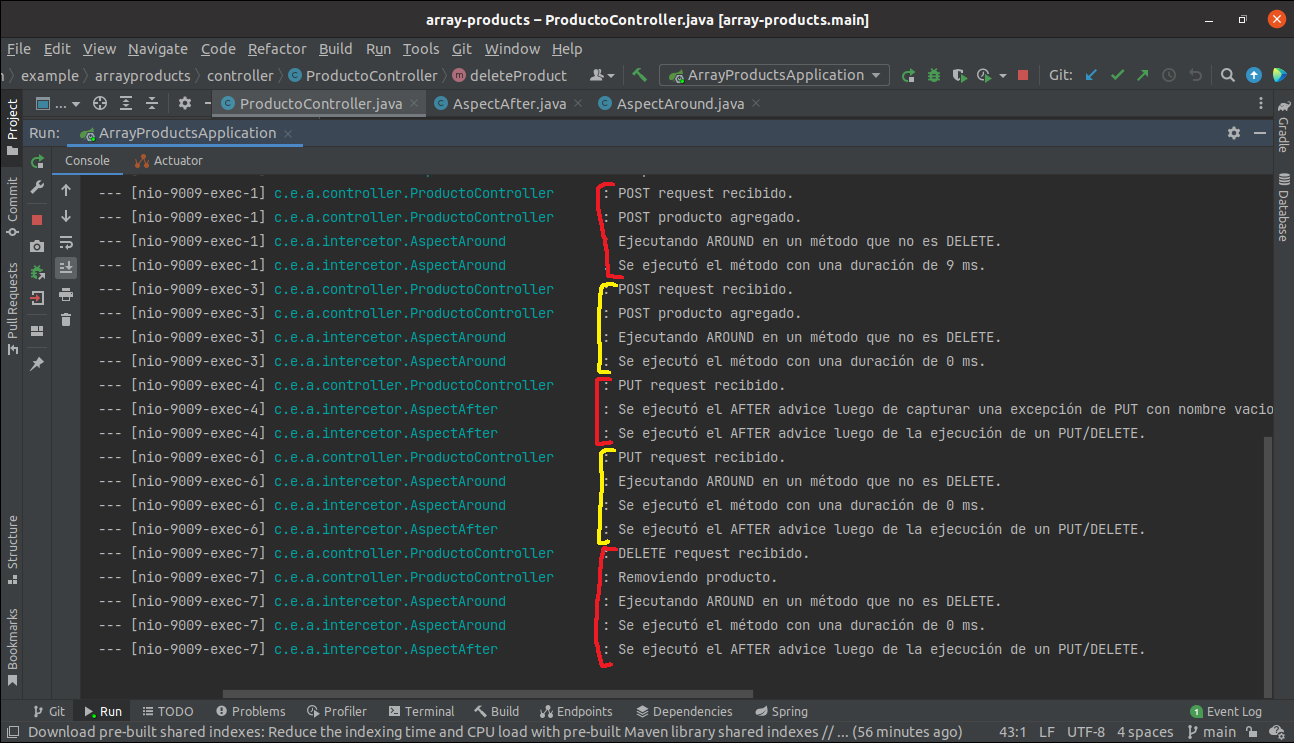 array-products – ProductoController.java [array-products.main]
File Edit View Navigate Code Refactor Build Run Tools Git Window Help
example arrayproducts controller ProductoController deleteProduct ArrayProductsApplication Git:
Project ... ProductoController.java AspectAfter.java AspectAround.java
Run: ArrayProductsApplication
Console Actuator
--- [nio-9009-exec-1] c.e.a.controller.ProductoController : POST request recibido.
--- [nio-9009-exec-1] c.e.a.controller.ProductoController : POST producto agregado.
--- [nio-9009-exec-1] c.e.a.intercetor.AspectAround Ejecutando AROUND en un método que no es DELETE.
--- [nio-9009-exec-1] c.e.a.intercetor.AspectAround Se ejecutó el método con una duración de 9 ms.
--- [nio-9009-exec-3] c.e.a.controller.ProductoController : POST request recibido.
--- [nio-9009-exec-3] c.e.a.controller.ProductoController : POST producto agregado.
--- [nio-9009-exec-3] c.e.a.intercetor.AspectAround : Ejecutando AROUND en un método que no es DELETE.
--- [nio-9009-exec-3] c.e.a.intercetor.AspectAround : Se ejecutó el método con una duración de 0 ms.
--- [nio-9009-exec-4] c.e.a.controller.ProductoController : PUT request recibido.
--- [nio-9009-exec-4] c.e.a.intercetor.AspectAfter : Se ejecutó el AFTER advice luego de capturar una excepción de PUT con nombre vacio
--- [nio-9009-exec-4] c.e.a.intercetor.AspectAfter : Se ejecutó el AFTER advice luego de la ejecución de un PUT/DELETE.
--- [nio-9009-exec-6] c.e.a.controller.ProductoController : PUT request recibido.
--- [nio-9009-exec-6] c.e.a.intercetor.AspectAround : Ejecutando AROUND en un método que no es DELETE.
--- [nio-9009-exec-6] c.e.a.intercetor.AspectAround : Se ejecutó el método con una duración de 0 ms.
--- [nio-9009-exec-6] c.e.a.intercetor.AspectAfter : Se ejecutó el AFTER advice luego de la ejecución de un PUT/DELETE.
--- [nio-9009-exec-7] c.e.a.controller.ProductoController : DELETE request recibido.
--- [nio-9009-exec-7] c.e.a.controller.ProductoController : Removiendo producto.
--- [nio-9009-exec-7] c.e.a.intercetor.AspectAround : Ejecutando AROUND en un método que no es DELETE.
--- [nio-9009-exec-7] c.e.a.intercetor.AspectAround : Se ejecutó el método con una duración de 0 ms.
--- [nio-9009-exec-7] c.e.a.intercetor.AspectAfter : Se ejecutó el AFTER advice luego de la ejecución de un PUT/DELETE.
Commit
Pull Requests
Structure
Bookmarks
Gradle
Database
Git Run TODO Problems Profiler Terminal Build Endpoints Dependencies Spring 1 Event Log
Download pre-built shared indexes: Reduce the indexing time and CPU load with pre-built Maven library shared indexes // ... (56 minutes ago) 43:1 LF UTF-8 4 spaces main